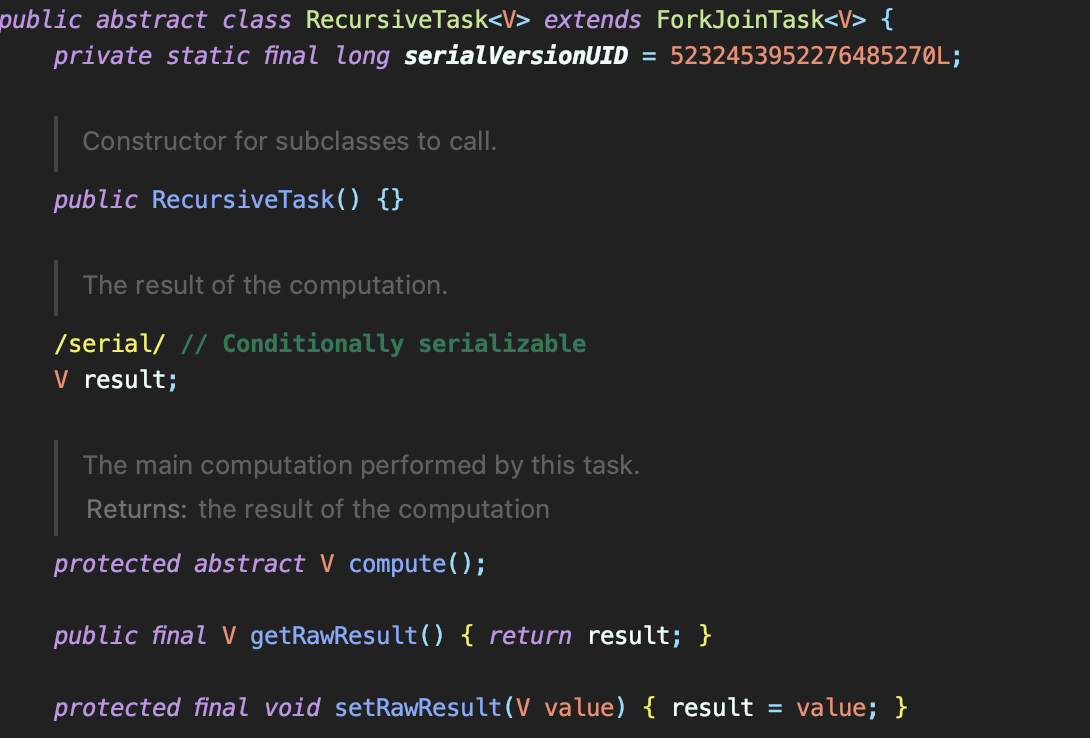 public abstract class RecursiveTask<V> extends ForkJoinTask<V> {
private static final long serialVersionUID = 5232453952276485270L;
Constructor for subclasses to call.
public RecursiveTask() {}
The result of the computation.
/serial/ // Conditionally serializable
V result;
The main computation performed by this task.
Returns: the result of the computation
protected abstract V compute();
public final V getRawResult() { return result; }
protected final void setRawResult(V value) { result = value; }